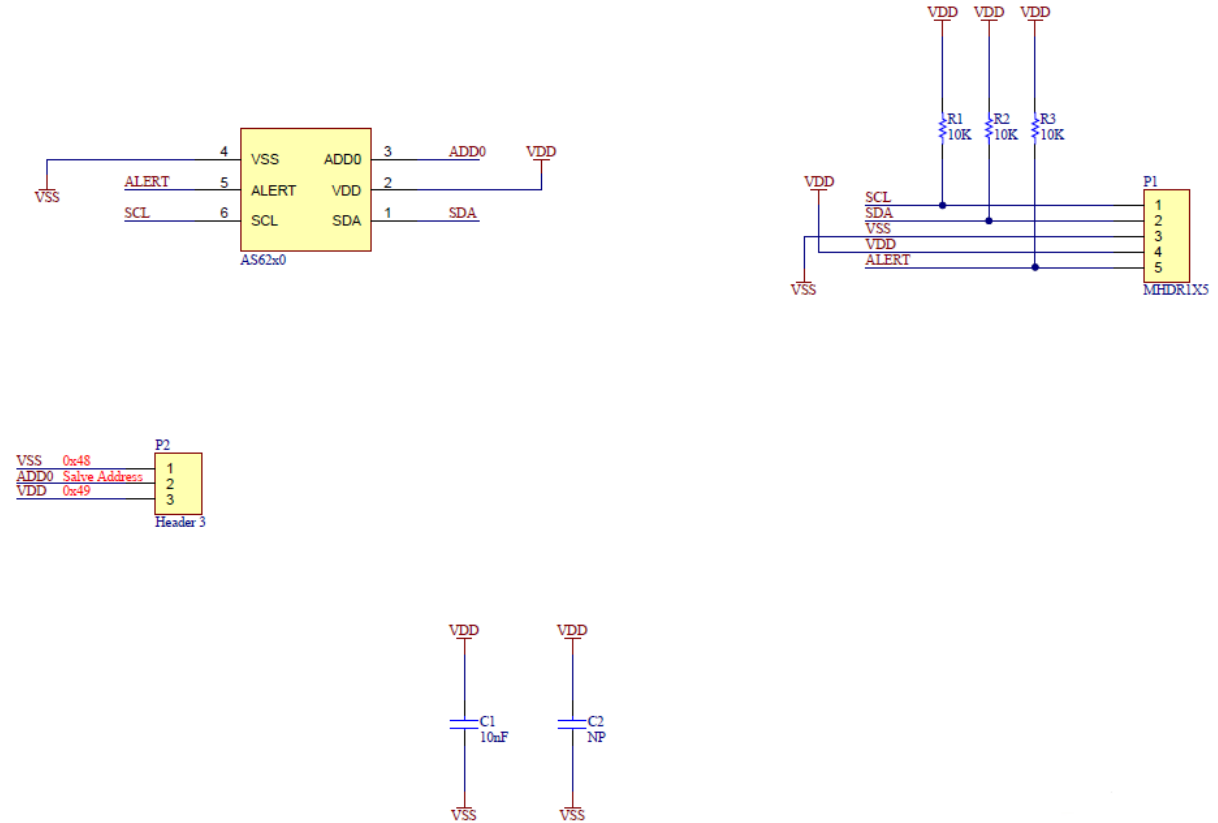 VDD VDD VDD
R1 R2 R3
10K 10K 10K
4 VSS ADD0 3 ADD0 VDD
VSS
ALERT 5 ALERT VDD 2
SCL 6 SCL SDA 1 SDA
AS62x0
VDD P1
SCL 1
SDA 2
VSS 3
VDD 4
ALERT 5
VSS MHDR1X5
P2
VSS 0x48 1
ADD0 Salve Address 2
VDD 0x49 3
Header 3
VDD VDD
C1 C2
10nF NP
VSS VSS